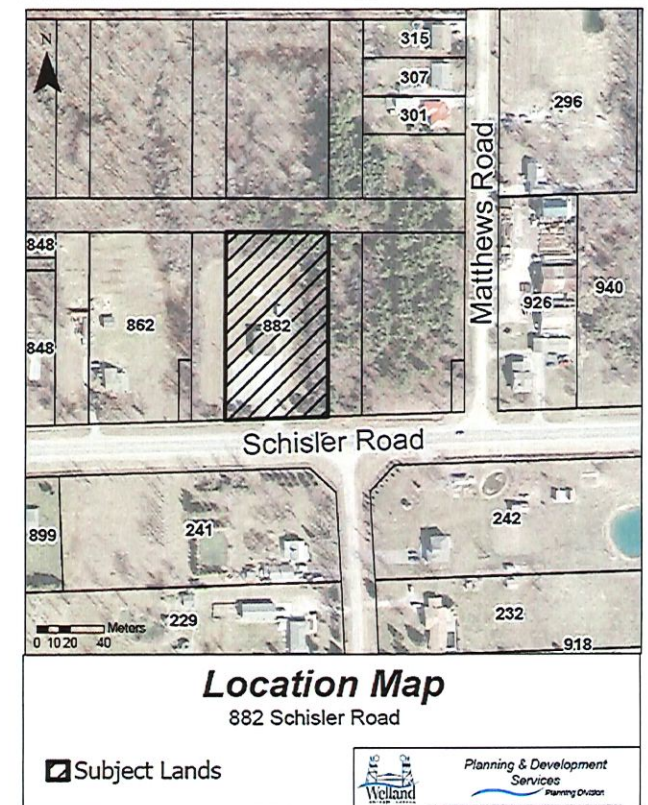 N
315
307
301
296
Matthews Road
848
862
882
926
940
848
Schisler Road
899
241
242
229
232
918
Meters
0 10 20 40
Location Map
882 Schisler Road
Subject Lands
Welland
Planning & Development
Services
Planning Division